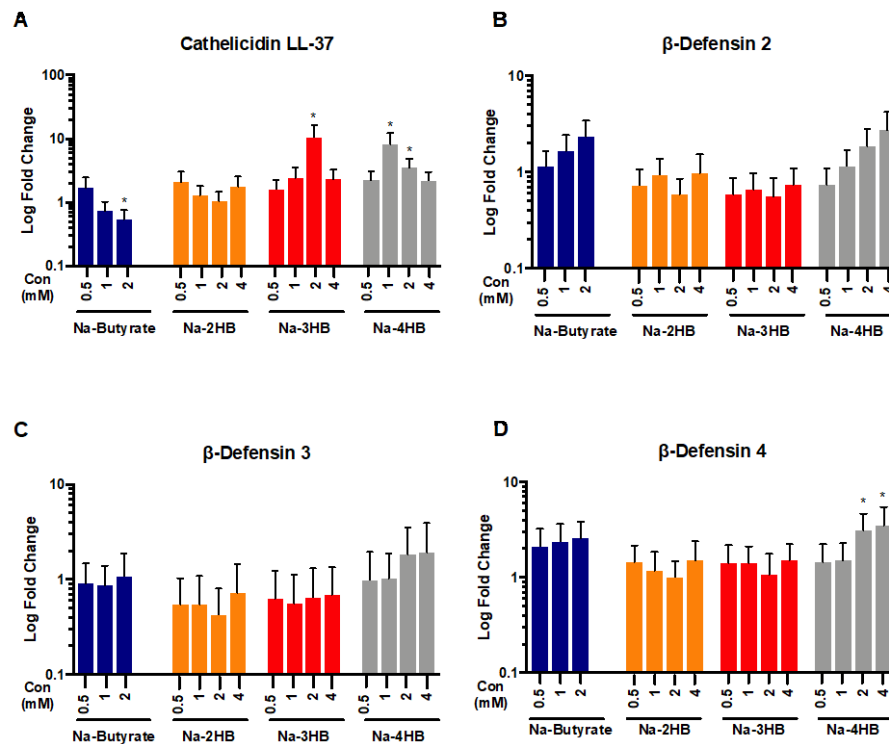 A
Cathelicidin LL-37
Log Fold Change
100
10
1
0.1
* * * *
Con
(mM)
0.5 1 2 0.5 1 2 4 0.5 1 2 4 0.5 1 2 4
Na-Butyrate Na-2HB Na-3HB Na-4HB
B
β-Defensin 2
Log Fold Change
10
1
0.1
Con
(mM)
0.5 1 2 0.5 1 2 4 0.5 1 2 4 0.5 1 2 4
Na-Butyrate Na-2HB Na-3HB Na-4HB
C
β-Defensin 3
Log Fold Change
10
1
0.1
Con
(mM)
0.5 1 2 0.5 1 2 4 0.5 1 2 4 0.5 1 2 4
Na-Butyrate Na-2HB Na-3HB Na-4HB
D
β-Defensin 4
Log Fold Change
10
1
0.1
* *
Con
(mM)
0.5 1 2 0.5 1 2 4 0.5 1 2 4 0.5 1 2 4
Na-Butyrate Na-2HB Na-3HB Na-4HB